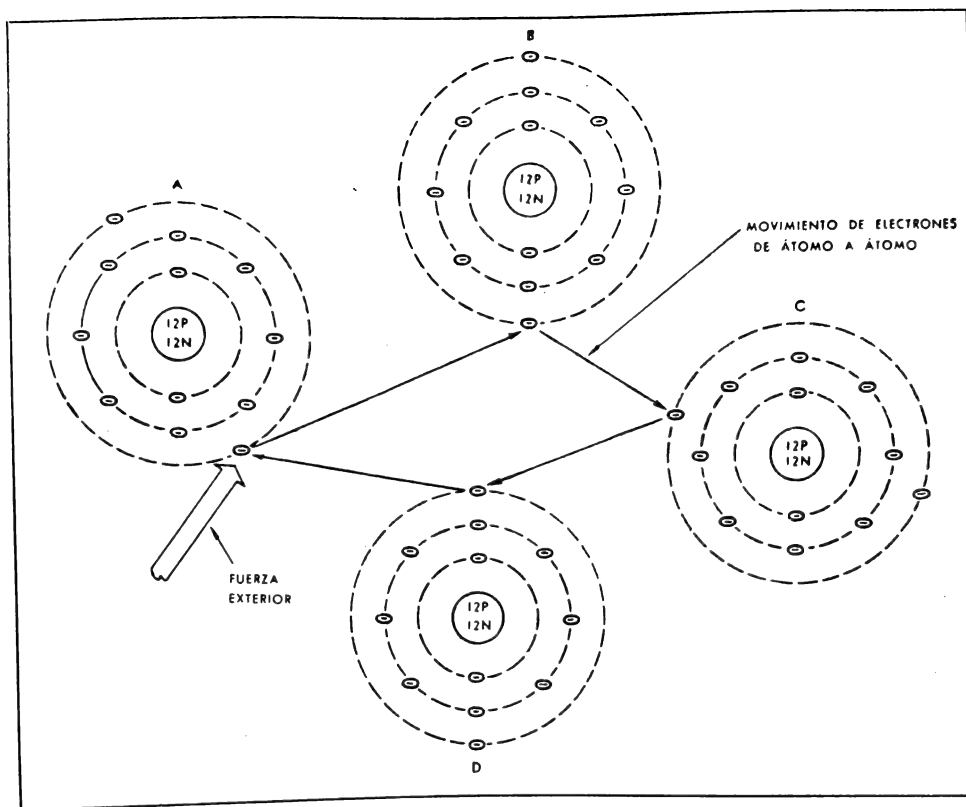 B
A
12P
12N
MOVIMIENTO DE ELECTRONES
DE ÁTOMO A ÁTOMO
12P
12N
C
12P
12N
FUERZA
EXTERIOR
12P
12N
D